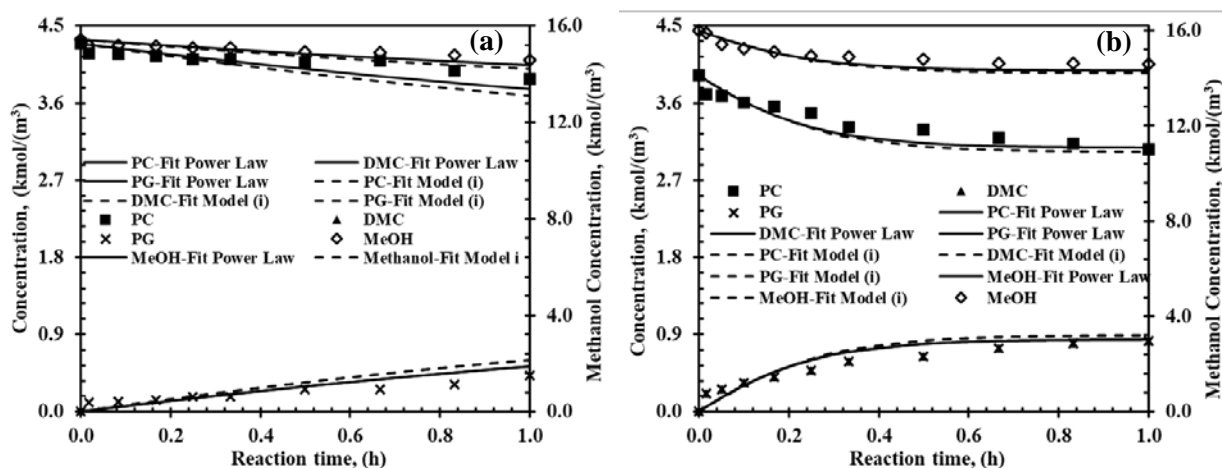 (a)
Concentration, (kmol/(m³)
4.5
3.6
2.7
1.8
0.9
0.0
PC-Fit Power Law
DMC-Fit Power Law
PG-Fit Power Law
PC-Fit Model (i)
DMC-Fit Model (i)
PG-Fit Model (i)
PC
DMC
PG
MeOH
MeOH-Fit Power Law
Methanol-Fit Model i
16.0
12.0
8.0
4.0
0.0
Methanol Concentration, (kmol/(m³)
0.0 0.2 0.4 0.6 0.8 1.0
Reaction time, (h)
(b)
Concentration, (kmol/(m³)
4.5
3.6
2.7
1.8
0.9
0.0
PC
DMC
PG
PC-Fit Power Law
DMC-Fit Power Law
PG-Fit Power Law
PC-Fit Model (i)
DMC-Fit Model (i)
PG-Fit Model (i)
MeOH-Fit Power Law
MeOH-Fit Model (i)
MeOH
16.0
12.0
8.0
4.0
0.0
Methanol Concentration, (kmol/(m³)
0.0 0.2 0.4 0.6 0.8 1.0
Reaction time, (h)